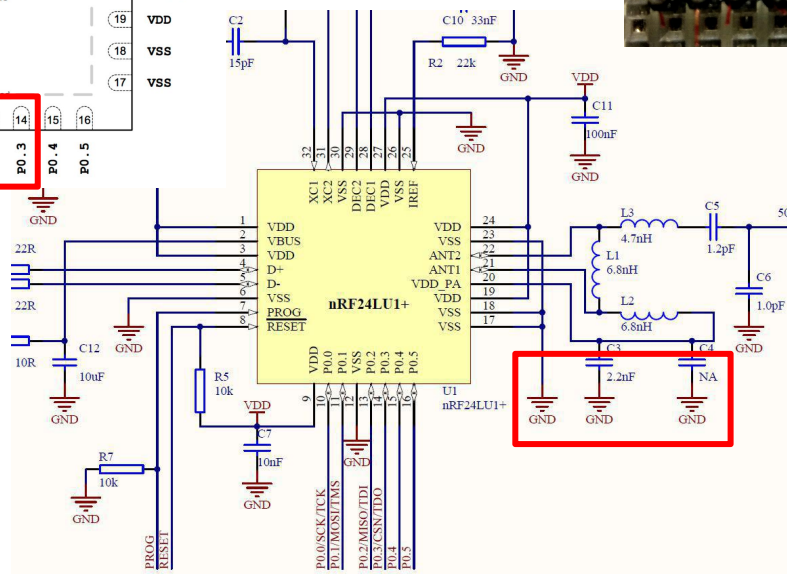 19 VDD
18 VSS
17 VSS
14 15 16
P0.3 P0.4 P0.5
C2
15pF
C10 33nF
R2 22k
GND
VDD
C11
100nF
GND
GND
GND
32 31 30 29 28 27 26 25
XC1 XC2 VSS DEC2 DEC1 VDD VSS IREF
1 VDD
2 VBUS
3 VDD
4 D+
5 D-
6 VSS
7 PROG
8 RESET
nRF24LU1+
VDD 24
VSS 23
ANT2 22
ANT1 21
VDD_PA 20
VDD 19
VSS 18
VSS 17
VDD P0.0 P0.1 VSS P0.2 P0.3 P0.4 P0.5
9 10 11 12 13 14 15 16
U1
nRF24LU1+
22R
22R
10R
C12
10uF
GND
GND
R5
10k
VDD
C7
10nF
GND
GND
R7
10k
GND
PROG
RESET
P0.0/SCK/TCK
P0.1/MOSI/TMS
P0.2/MISO/TDI
P0.3/CSN/TDO
P0.4
P0.5
L3
4.7nH
C5
1.2pF
50
L1
6.8nH
L2
6.8nH
C6
1.0pF
GND
C3
2.2nF
C4
NA
GND
GND
GND